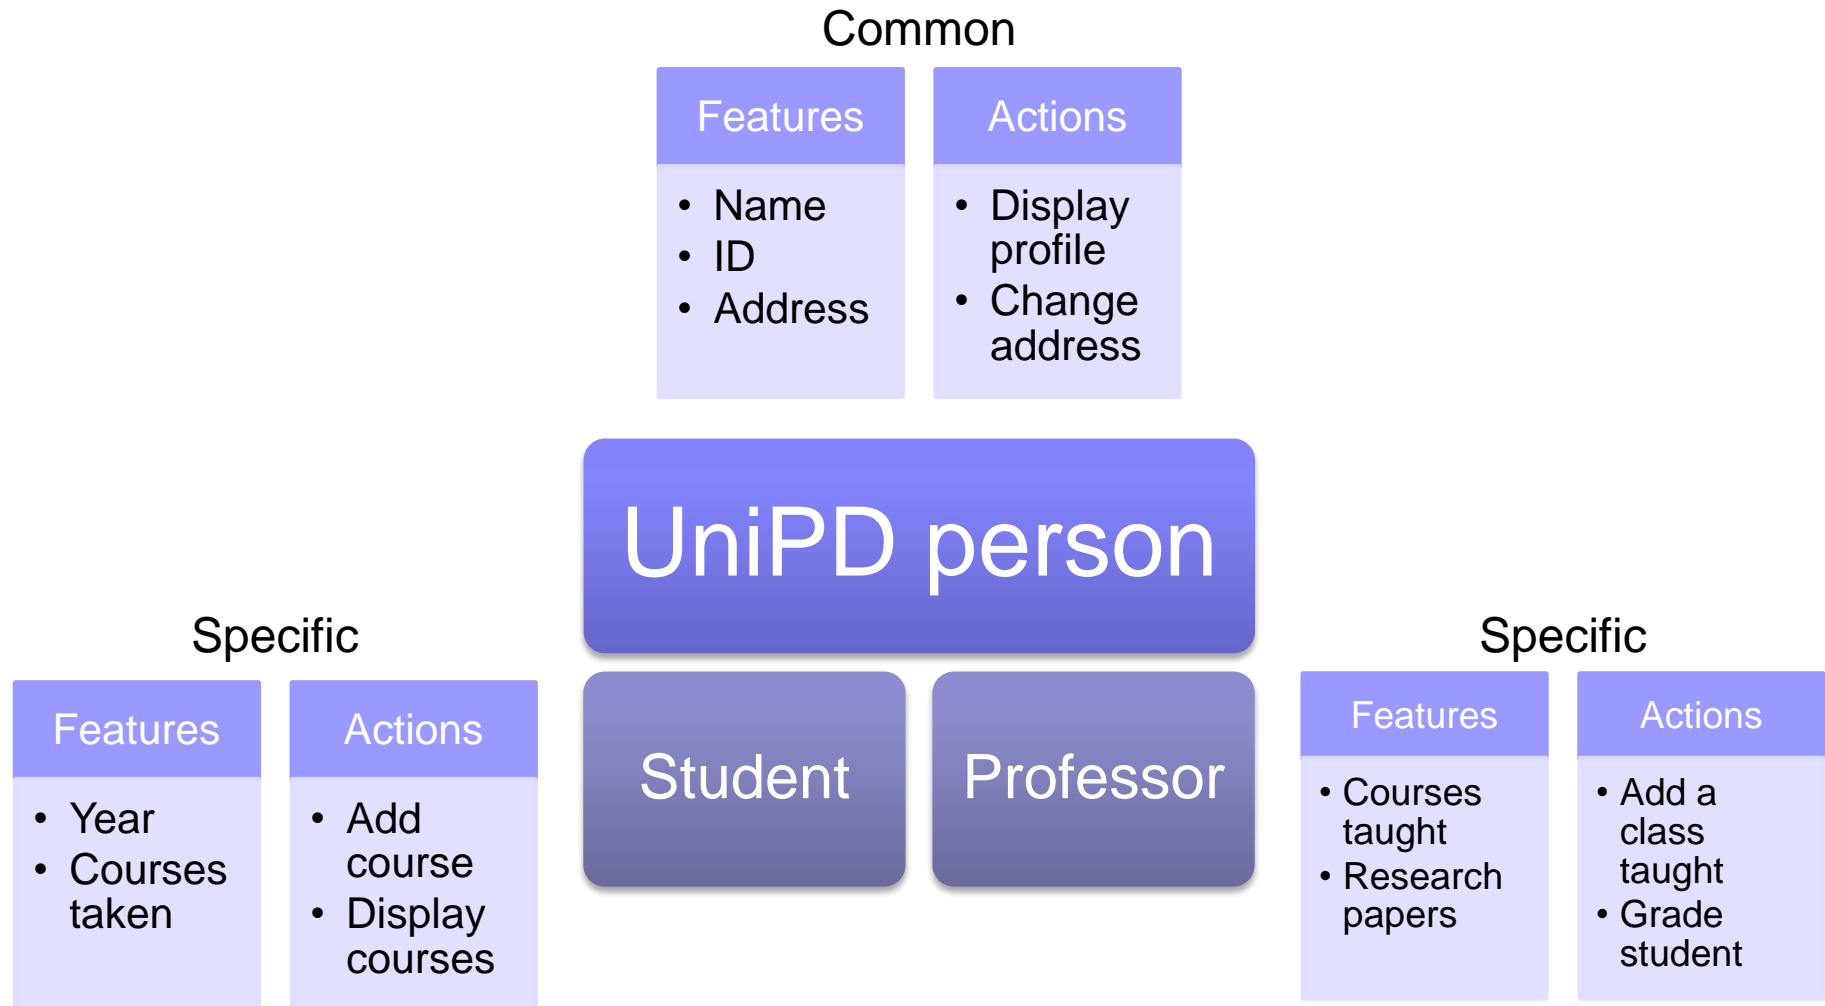 Common
Features
• Name
• ID
• Address
Actions
• Display
profile
• Change
address
UniPD person
Student
Professor
Specific
Features
• Year
• Courses
taken
Actions
• Add
course
• Display
courses
Specific
Features
• Courses
taught
• Research
papers
Actions
• Add a
class
taught
• Grade
student